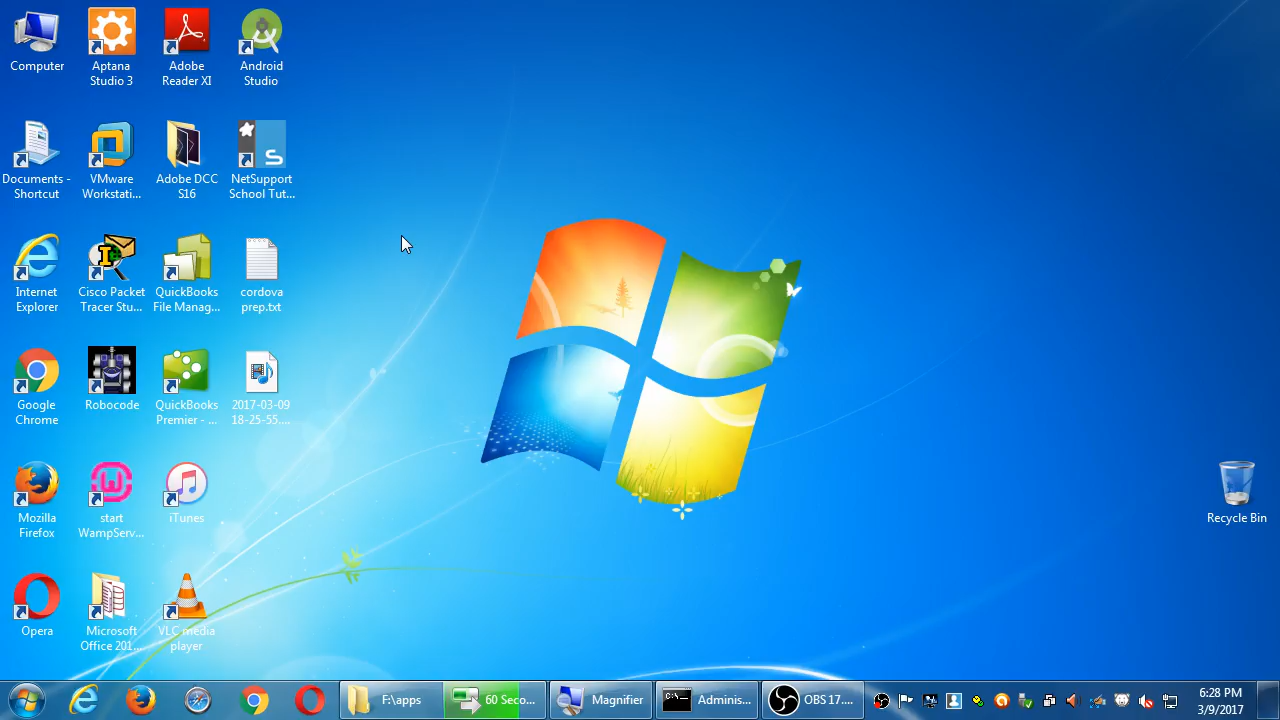 Computer
Aptana
Studio 3
Adobe
Reader XI
Android
Studio
Documents -
Shortcut
VMware
Workstati...
Adobe DCC
S16
NetSupport
School Tut...
Internet
Explorer
Cisco Packet
Tracer Stu...
QuickBooks
File Manag...
cordova
prep.txt
Google
Chrome
Robocode
QuickBooks
Premier - ...
2017-03-09
18-25-55....
Mozilla
Firefox
start
WampServ...
iTunes
Recycle Bin
Opera
Microsoft
Office 201...
VLC media
player
F:\apps
60 Seco...
Magnifier
C:\.
Adminis...
OBS 17....
6:28 PM
3/9/2017